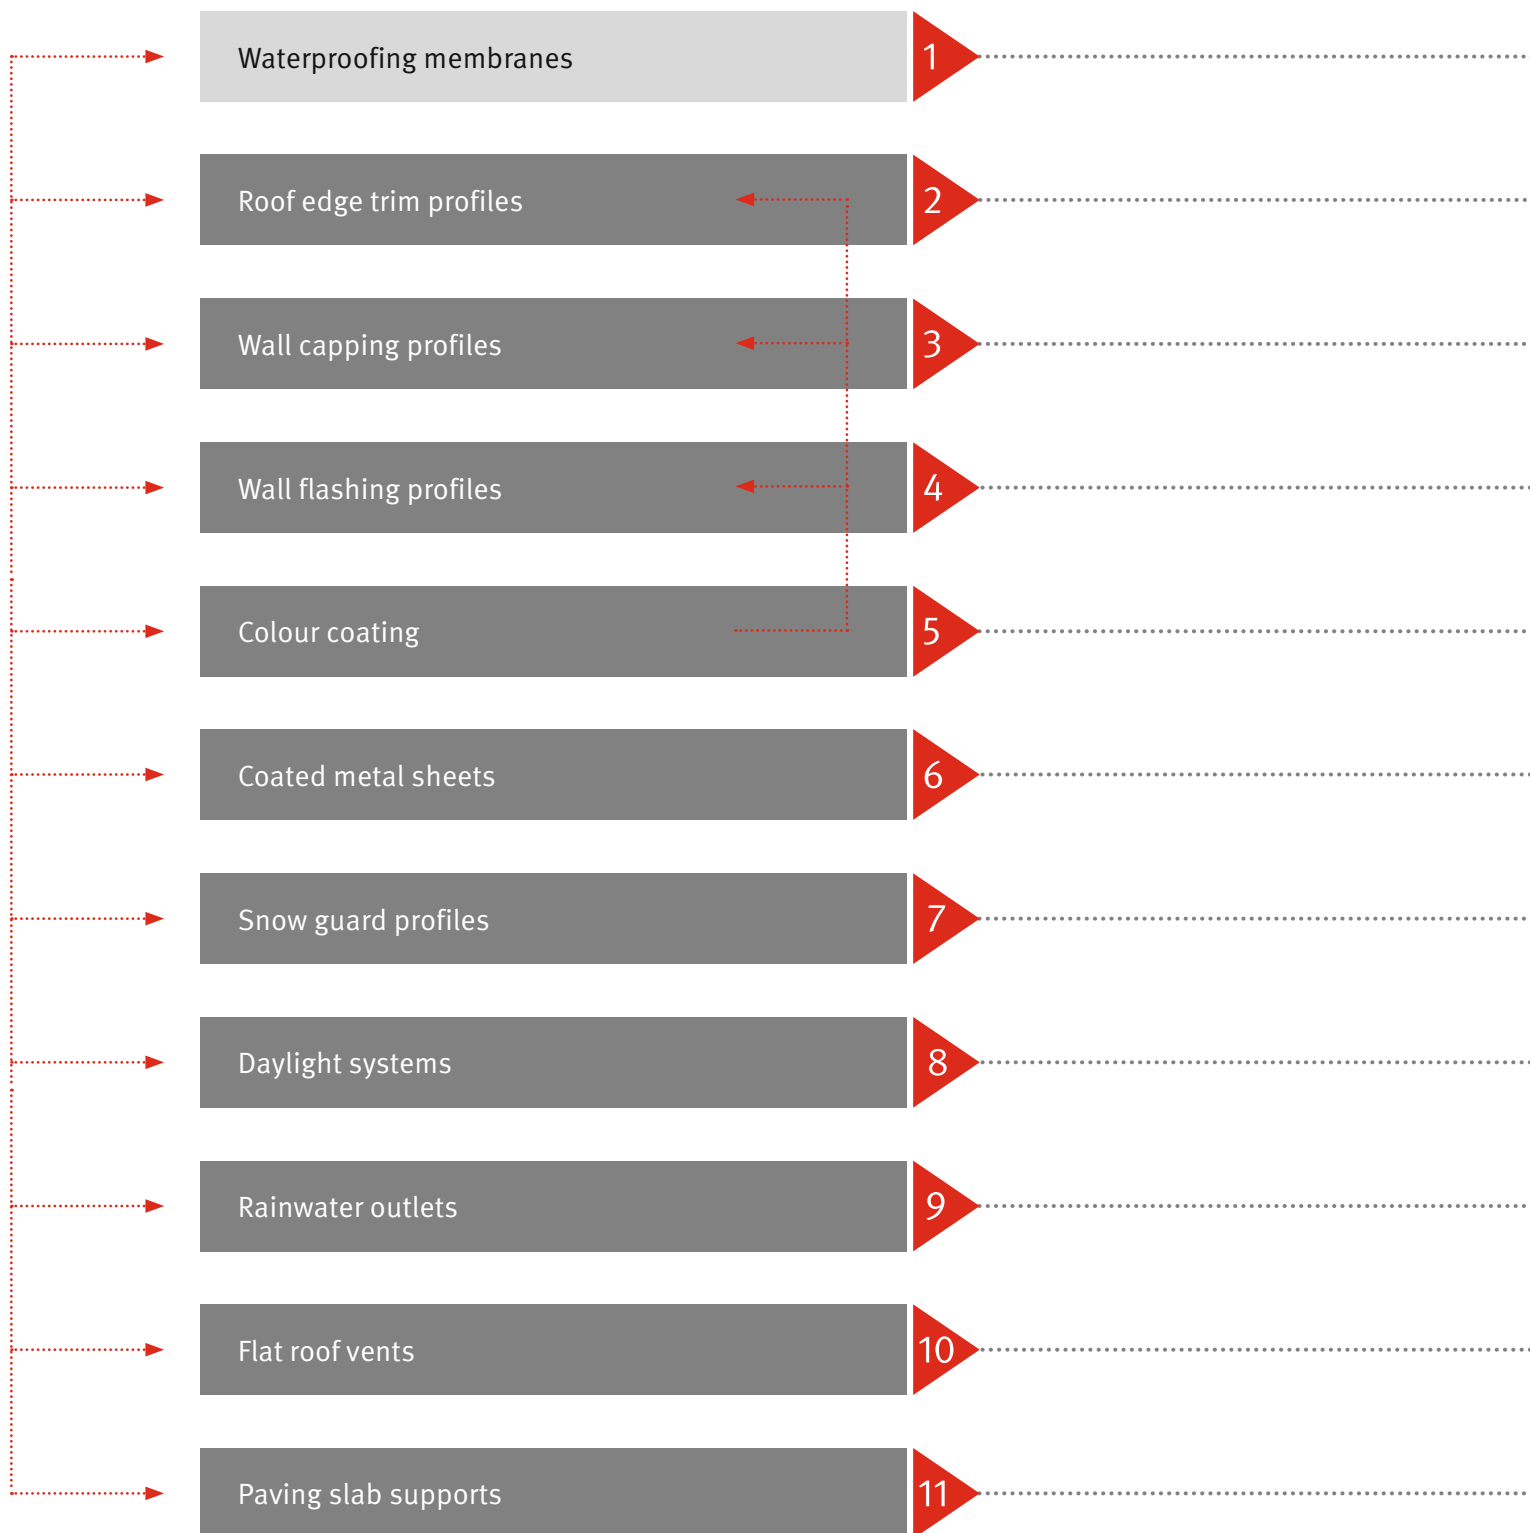 Waterproofing membranes 1
Roof edge trim profiles 2
Wall capping profiles 3
Wall flashing profiles 4
Colour coating 5
Coated metal sheets 6
Snow guard profiles 7
Daylight systems 8
Rainwater outlets 9
Flat roof vents 10
Paving slab supports 11